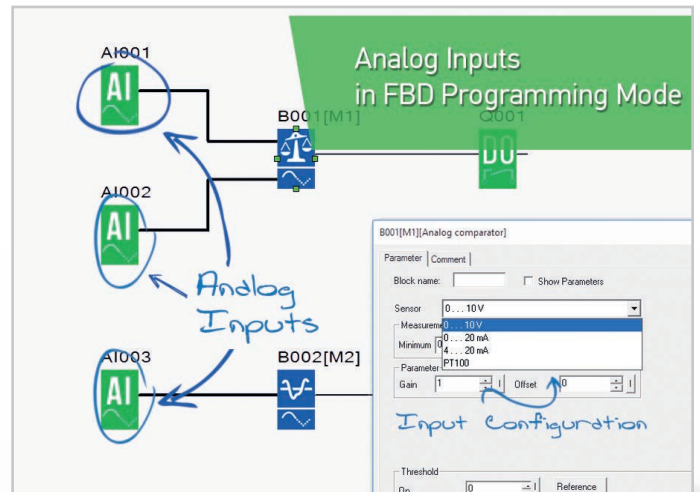 Analog Inputs
in FBD Programming Mode
AI001
AI
B001[M1]
Q001
DO
AI002
AI
Analog
Inputs
AI003
AI
B002[M2]
B001[M1][Analog comparator]
Parameter Comment
Block name: Show Parameters
Sensor 0 . . . 10 V
0 . . . 10 V
0 . . . 20 mA
4 . . . 20 mA
PT100
Minimum
Parameter
Gain 1 Offset 0
Input Configuration
Threshold
On 0 Reference